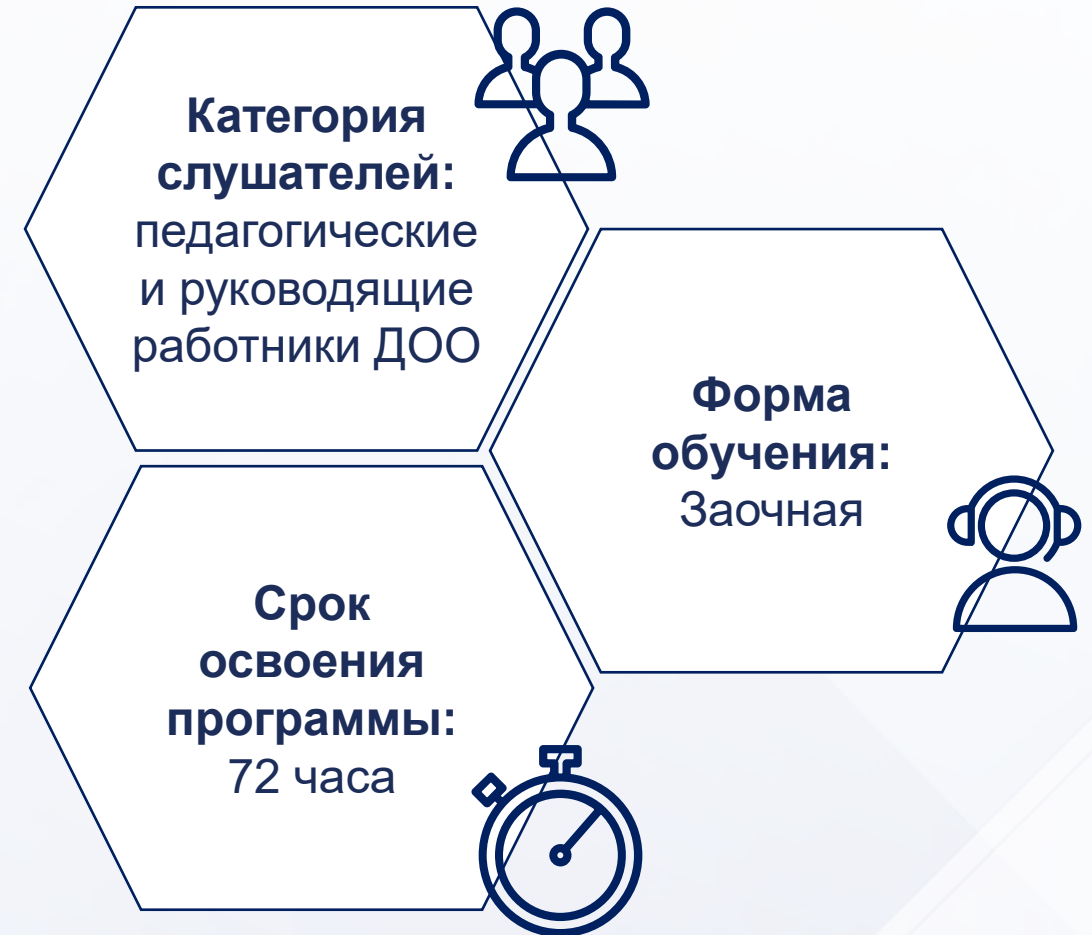 Категория
слушателей:
педагогические
и руководящие
работники ДОО
Форма
обучения:
Заочная
Срок
освоения
программы:
72 часа